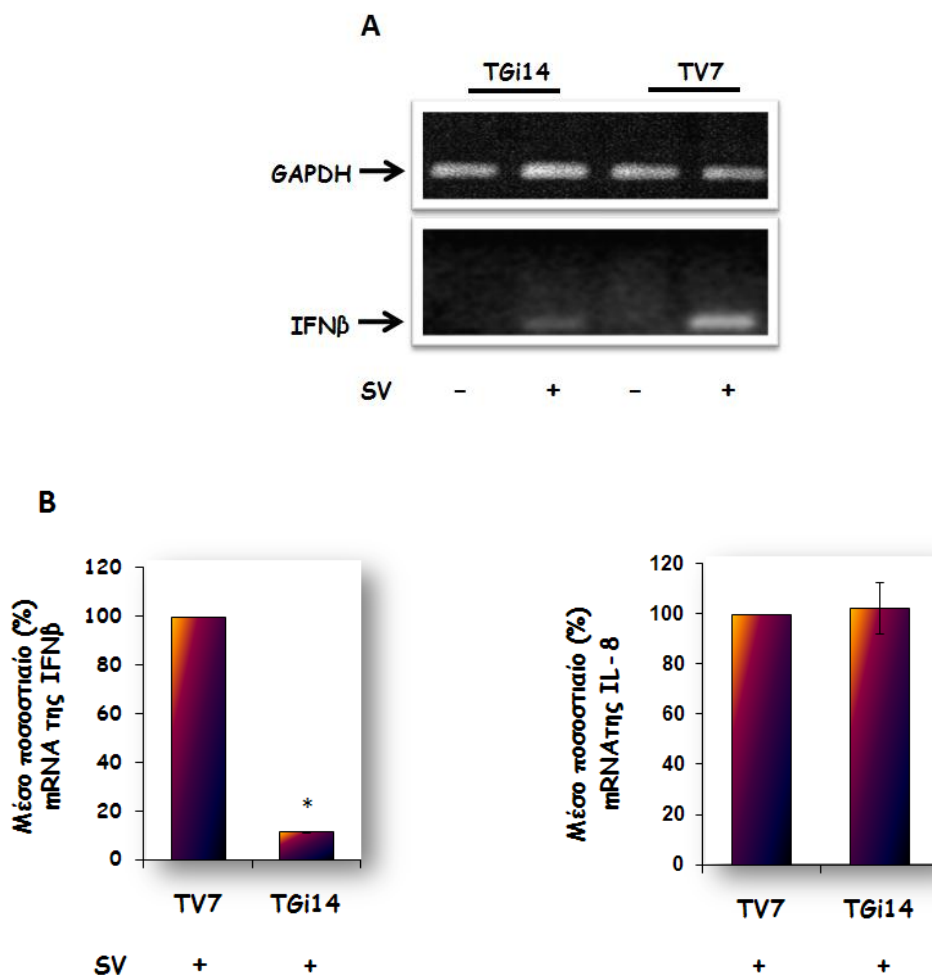 A
TGi14 TV7
GAPDH
IFNβ
SV - + - +
B
Μέσο ποσοστιαίο (%)
mRNA της IFNβ
120
100
80
60
40
20
0
*
TV7 TGi14
SV + +
Μέσο ποσοστιαίο (%)
mRNAτης IL-8
120
100
80
60
40
20
0
TV7 TGi14
+ +